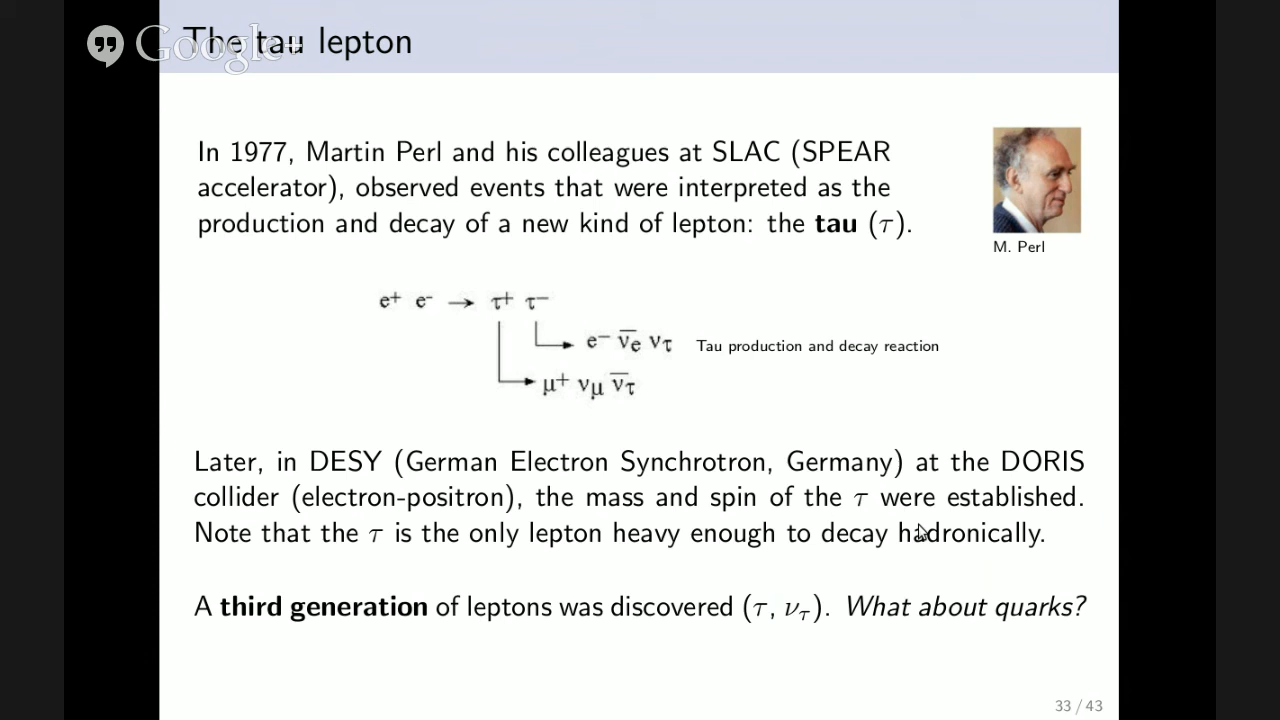 Google+
The tau lepton
In 1977, Martin Perl and his colleagues at SLAC (SPEAR
accelerator), observed events that were interpreted as the
production and decay of a new kind of lepton: the tau (τ).
M. Perl
e⁺ e⁻ → τ⁺ τ⁻
e⁻ ν̅e ντ
Tau production and decay reaction
μ⁺ νμ ν̅τ
Later, in DESY (German Electron Synchrotron, Germany) at the DORIS
collider (electron-positron), the mass and spin of the τ were established.
Note that the τ is the only lepton heavy enough to decay hadronically.
A third generation of leptons was discovered (τ, ντ). What about quarks?
33 / 43